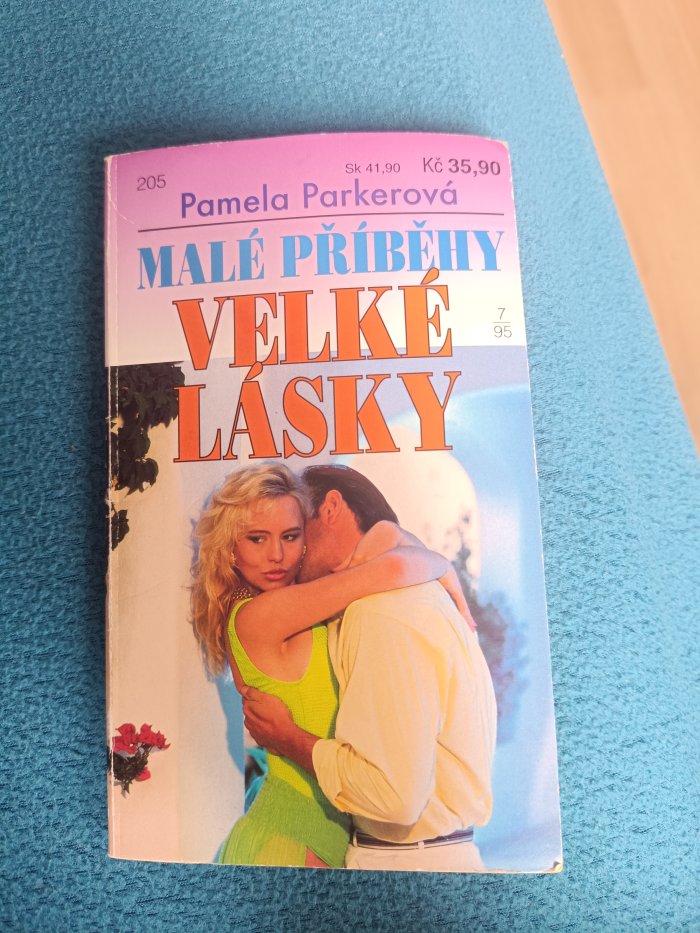 205
Sk 41,90 Kč 35,90
Pamela Parkerová
MALÉ PŘÍBĚHY
VELKÉ
7
95
LÁSKY